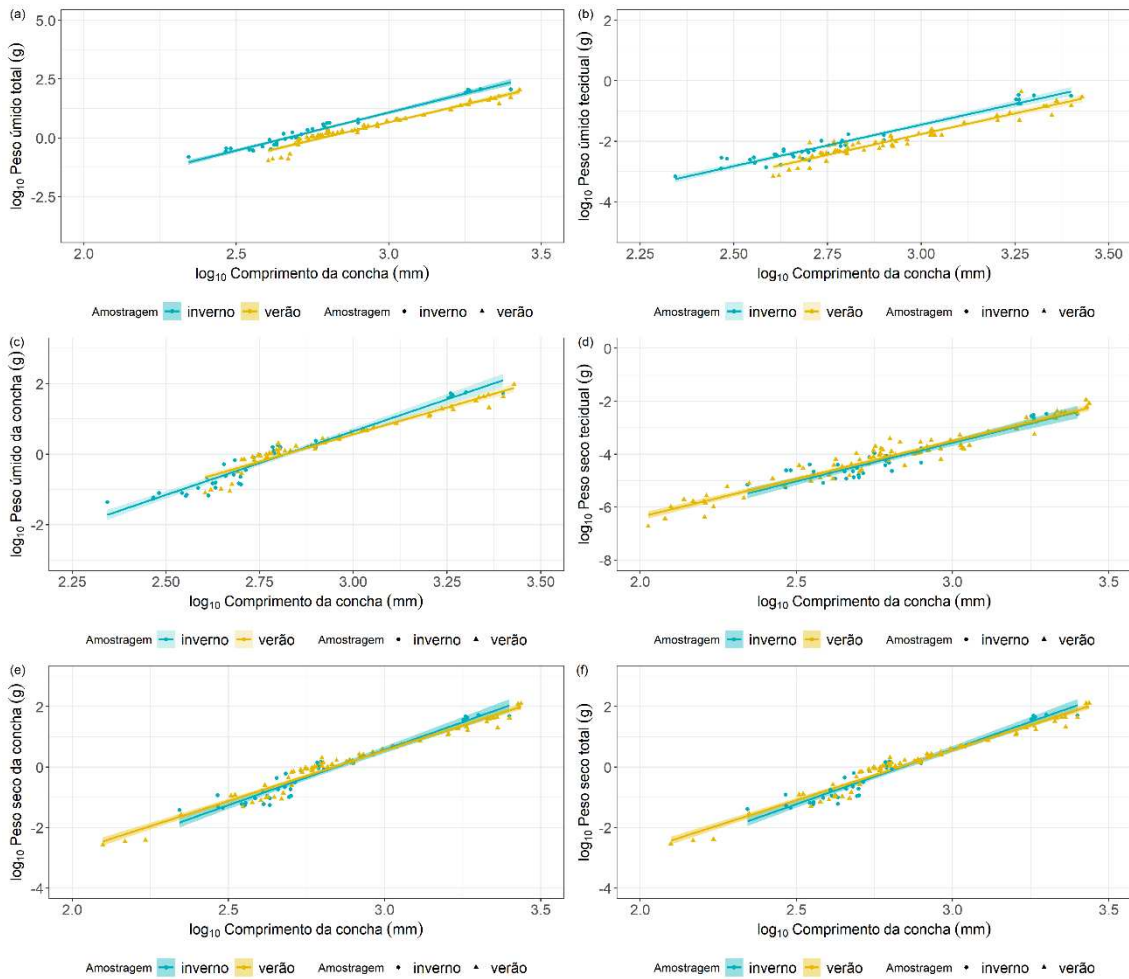 (a)
log₁₀ Peso úmido total (g)
5.0
2.5
0.0
-2.5
2.0
2.5
3.0
3.5
log₁₀ Comprimento da concha (mm)
Amostragem inverno verão Amostragem inverno verão
(b)
log₁₀ Peso úmido tecidual (g)
2
0
-2
-4
2.25
2.50
2.75
3.00
3.25
3.50
log₁₀ Comprimento da concha (mm)
Amostragem inverno verão Amostragem inverno verão
(c)
log₁₀ Peso úmido da concha (g)
2
0
-2
2.25
2.50
2.75
3.00
3.25
3.50
log₁₀ Comprimento da concha (mm)
Amostragem inverno verão Amostragem inverno verão
(d)
log₁₀ Peso seco tecidual (g)
0
-2
-4
-6
-8
2.0
2.5
3.0
3.5
log₁₀ Comprimento da concha (mm)
Amostragem inverno verão Amostragem inverno verão
(e)
log₁₀ Peso seco da concha (g)
2
0
-2
-4
2.0
2.5
3.0
3.5
log₁₀ Comprimento da concha (mm)
Amostragem inverno verão Amostragem inverno verão
(f)
log₁₀ Peso seco total (g)
2
0
-2
-4
2.0
2.5
3.0
3.5
log₁₀ Comprimento da concha (mm)
Amostragem inverno verão Amostragem inverno verão